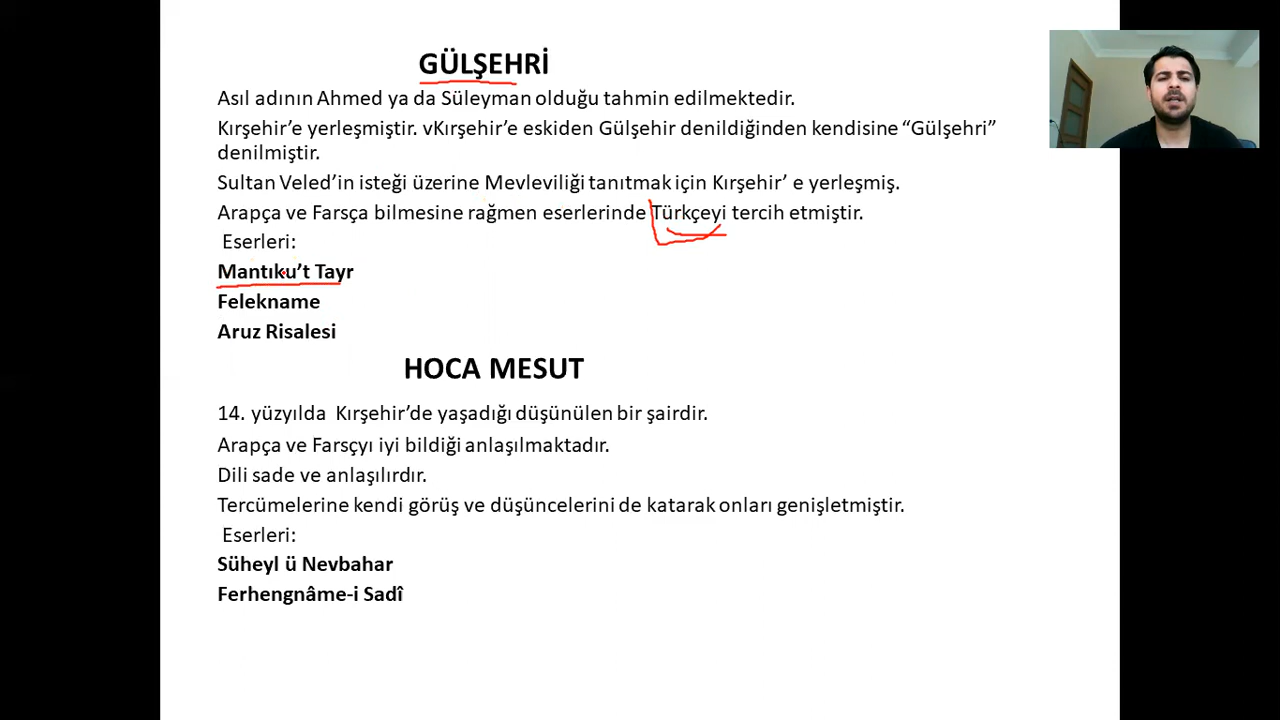 GÜLŞEHRİ
Asıl adının Ahmed ya da Süleyman olduğu tahmin edilmektedir.
Kırşehir’e yerleşmiştir. vKırşehir’e eskiden Gülşehir denildiğinden kendisine “Gülşehri”
denilmiştir.
Sultan Veled’in isteği üzerine Mevleviliği tanıtmak için Kırşehir’ e yerleşmiş.
Arapça ve Farsça bilmesine rağmen eserlerinde Türkçeyi tercih etmiştir.
Eserleri:
Mantıku’t Tayr
Felekname
Aruz Risalesi
HOCA MESUT
14. yüzyılda Kırşehir’de yaşadığı düşünülen bir şairdir.
Arapça ve Farsçyı iyi bildiği anlaşılmaktadır.
Dili sade ve anlaşılırdır.
Tercümelerine kendi görüş ve düşüncelerini de katarak onları genişletmiştir.
Eserleri:
Süheyl ü Nevbahar
Ferhengnâme-i Sadî